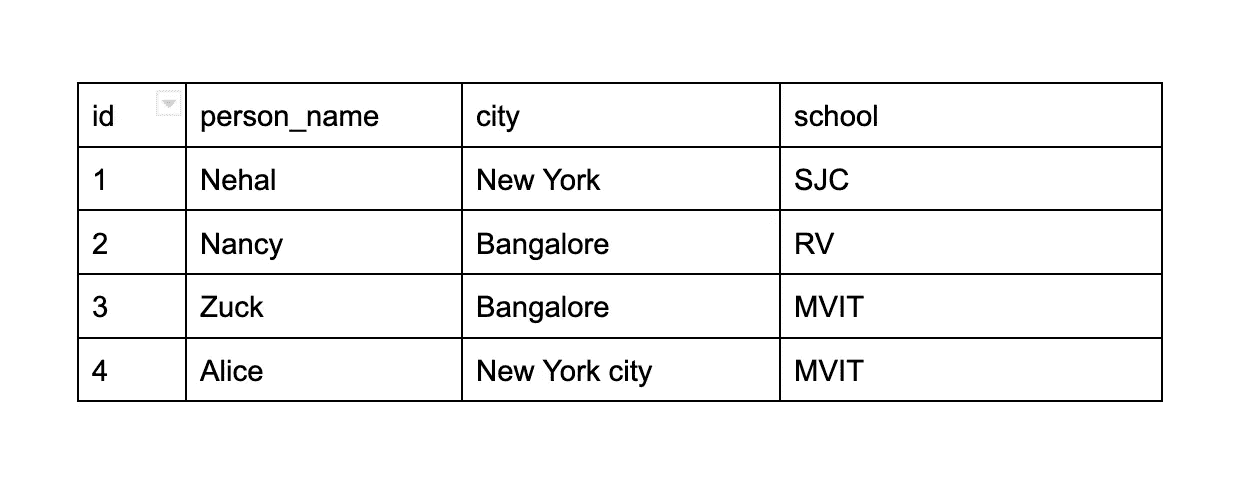 id person_name city school
1 Nehal New York SJC
2 Nancy Bangalore RV
3 Zuck Bangalore MVIT
4 Alice New York city MVIT